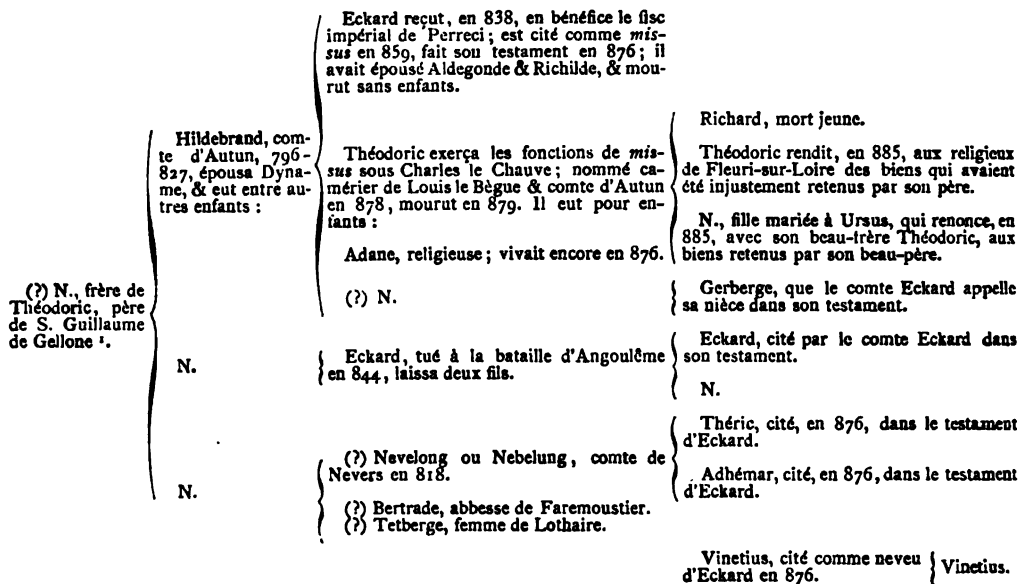 (?) N., frère de
Théodoric, père
de S. Guillaume
de Gellone ¹.
Hildebrand, com-
te d'Autun, 796-
827, épousa Dyna-
me, & eut entre au-
tres enfants :
Eckard reçut, en 838, en bénéfice le fisc
impérial de Perreci ; est cité comme mis-
sus en 859, fait son testament en 876 ; il
avait épousé Aldegonde & Richilde, & mou-
rut sans enfants.
Théodoric exerça les fonctions de mis-
sus sous Charles le Chauve ; nommé ca-
mérier de Louis le Bègue & comte d'Autun
en 878, mourut en 879. Il eut pour en-
fants :
Richard, mort jeune.
Théodoric rendit, en 885, aux religieux
de Fleuri-sur-Loire des biens qui avaient
été injustement retenus par son père.
N., fille mariée à Ursus, qui renonce, en
885, avec son beau-frère Théodoric, aux
biens retenus par son beau-père.
Adane, religieuse ; vivait encore en 876.
(?) N.
Gerberge, que le comte Eckard appelle
sa nièce dans son testament.
N.
Eckard, tué à la bataille d'Angoulême
en 844, laissa deux fils.
Eckard, cité par le comte Eckard dans
son testament.
N.
N.
(?) Nevelong ou Nebelung, comte de
Nevers en 818.
Théric, cité, en 876, dans le testament
d'Eckard.
Adhémar, cité, en 876, dans le testament
d'Eckard.
(?) Bertrade, abbesse de Faremoustier.
(?) Tetberge, femme de Lothaire.
Vinetius, cité comme neveu
d'Eckard en 876.
Vinetius.